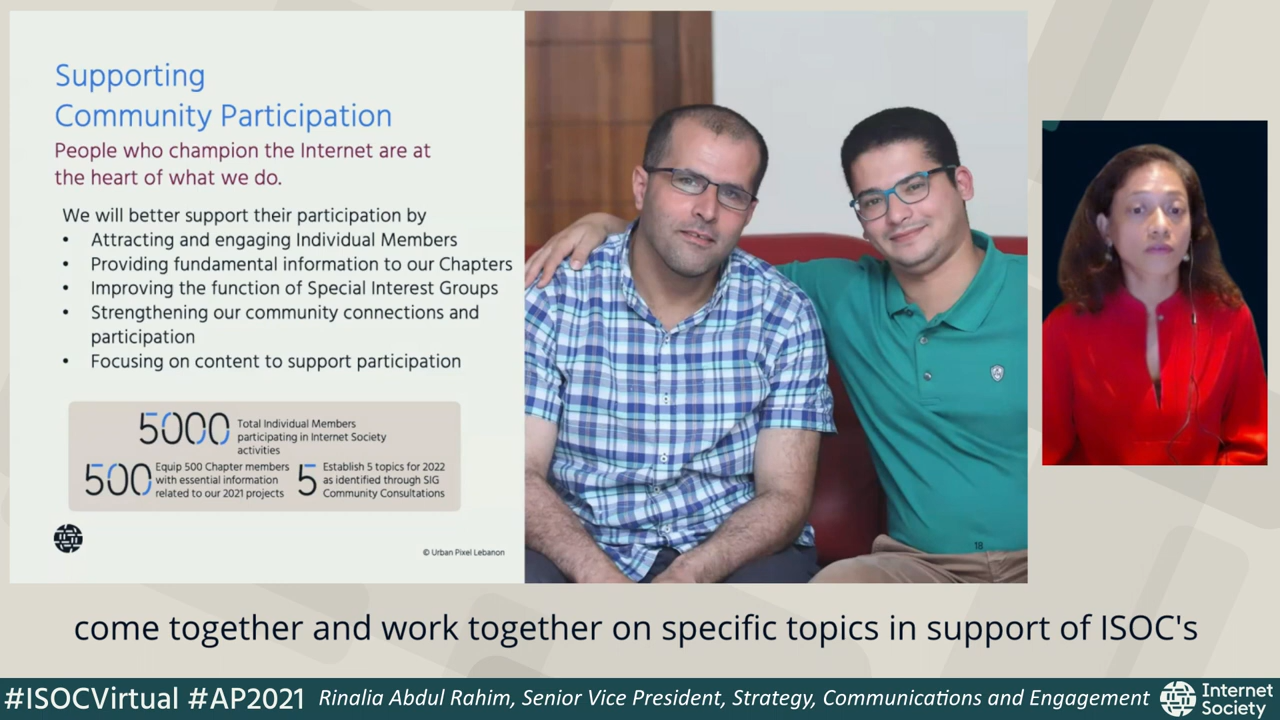 Supporting
Community Participation
People who champion the Internet are at
the heart of what we do.
We will better support their participation by
• Attracting and engaging Individual Members
• Providing fundamental information to our Chapters
• Improving the function of Special Interest Groups
• Strengthening our community connections and
participation
• Focusing on content to support participation
5000 Total Individual Members
participating in Internet Society
activities
500 Equip 500 Chapter members
with essential information
related to our 2021 projects
5 Establish 5 topics for 2022
as identified through SIG
Community Consultations
© Urban Pixel Lebanon
18
come together and work together on specific topics in support of ISOC's
#ISOCVirtual #AP2021 Rinalia Abdul Rahim, Senior Vice President, Strategy, Communications and Engagement
Internet
Society